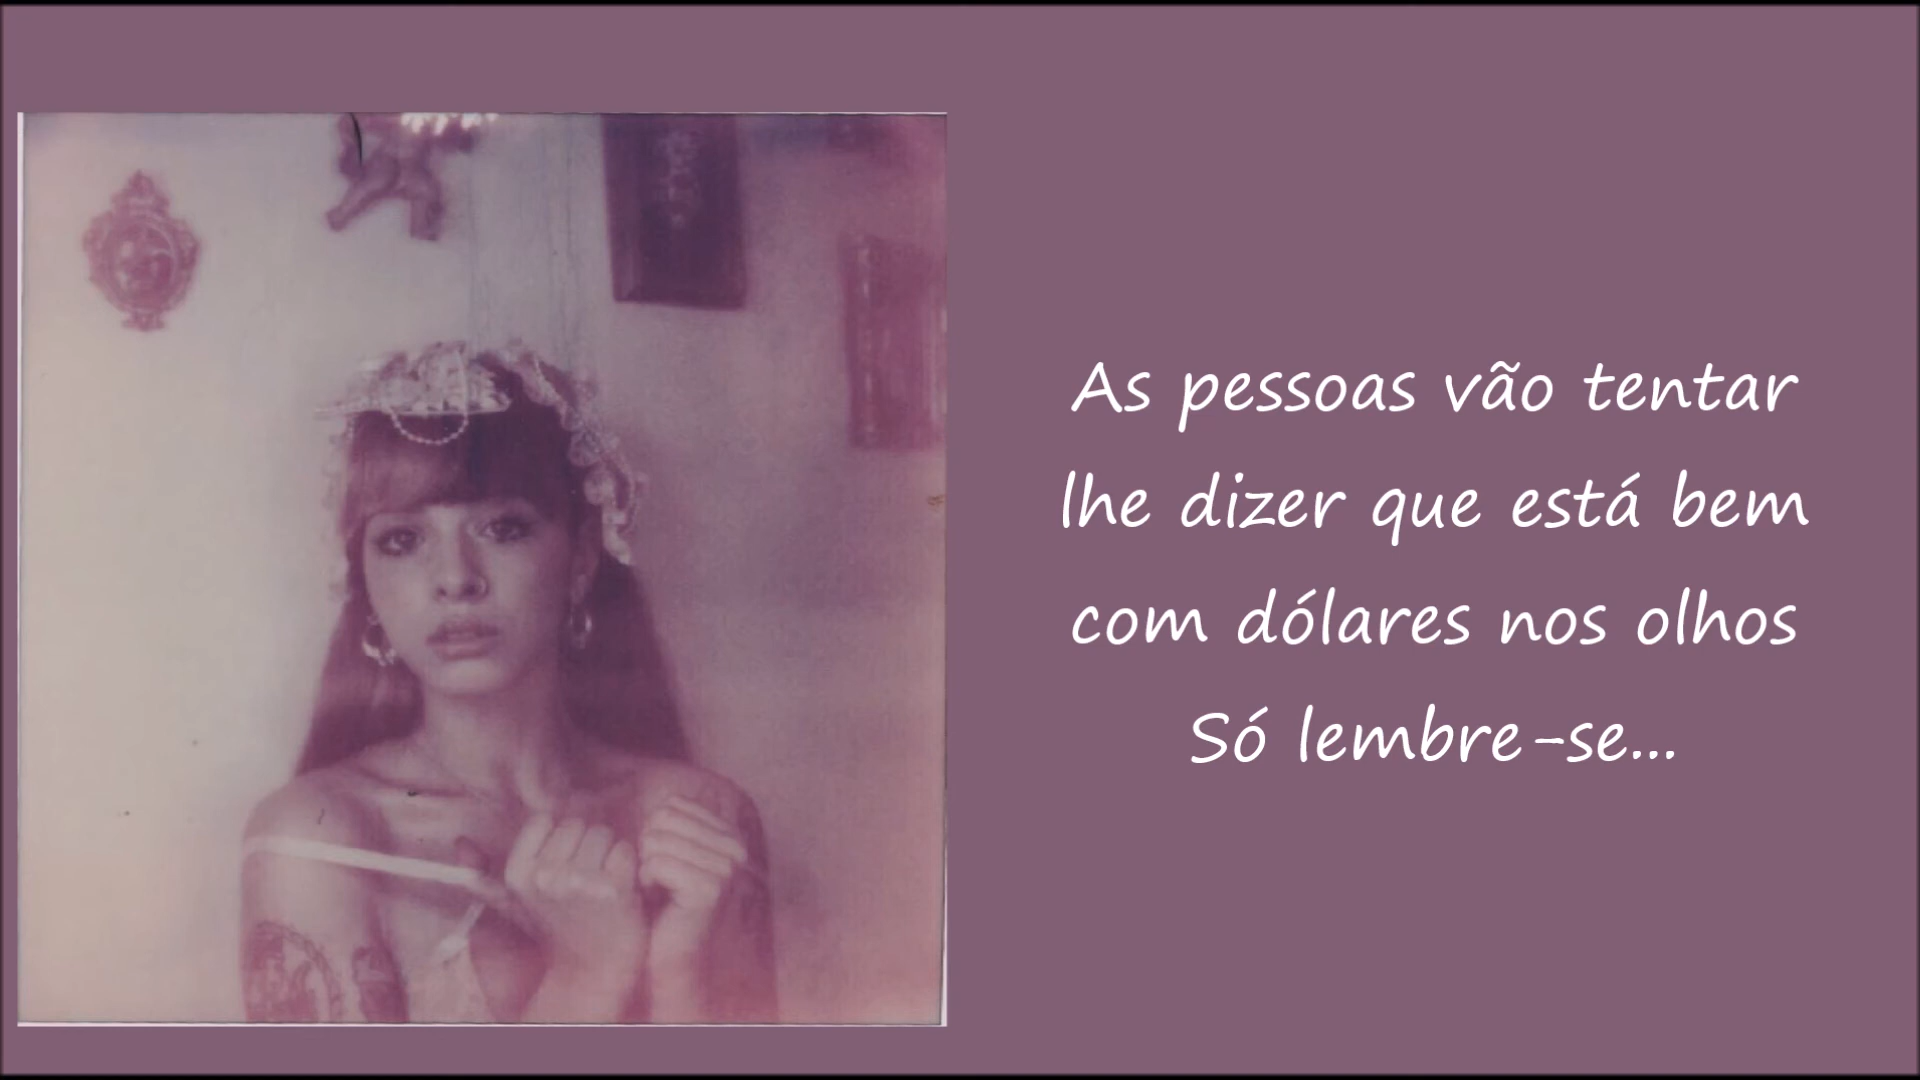 As pessoas vão tentar
lhe dizer que está bem
com dólares nos olhos
Só lembre-se...